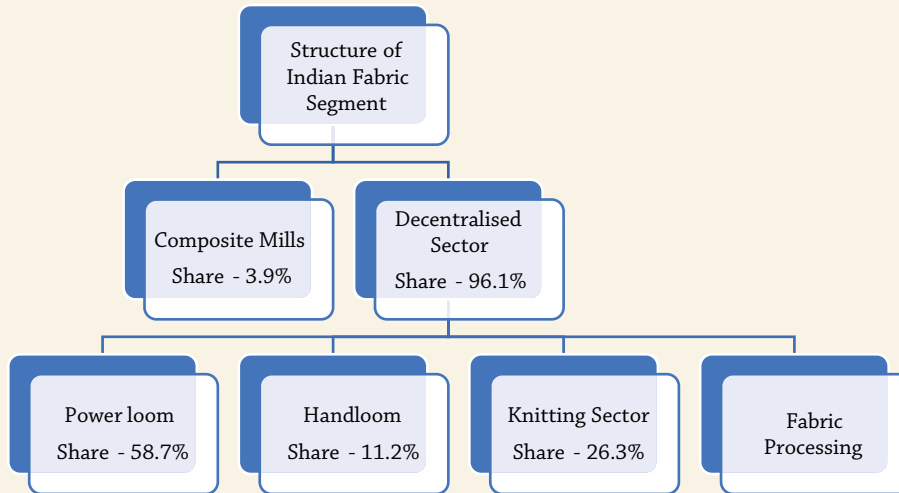 Structure of
Indian Fabric
Segment
Composite Mills
Share - 3.9%
Decentralised
Sector
Share - 96.1%
Power loom
Share - 58.7%
Handloom
Share - 11.2%
Knitting Sector
Share - 26.3%
Fabric
Processing